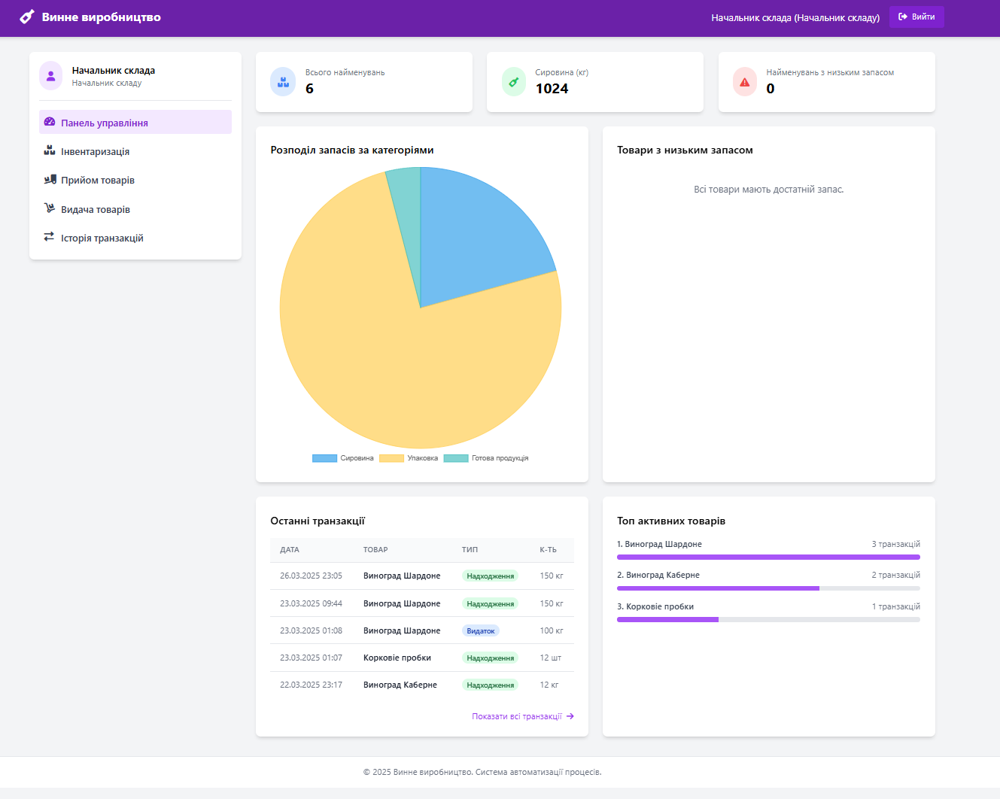 Винне виробництво
Начальник склада (Начальник складу)
Вийти
Начальник склада
Начальник складу
Панель управління
Інвентаризація
Прийом товарів
Видача товарів
Історія транзакцій
Всього найменувань
6
Сировина (кг)
1024
Найменувань з низьким запасом
0
Розподіл запасів за категоріями
Сировина Упаковка Готова продукція
Товари з низьким запасом
Всі товари мають достатній запас.
Останні транзакції
ДАТА ТОВАР ТИП К-ТЬ
26.03.2025 23:05 Виноград Шардоне Надходження 150 кг
23.03.2025 09:44 Виноград Шардоне Надходження 150 кг
23.03.2025 01:08 Виноград Шардоне Видаток 100 кг
23.03.2025 01:07 Корковіе пробки Надходження 12 шт
22.03.2025 23:17 Виноград Каберне Надходження 12 кг
Показати всі транзакції →
Топ активних товарів
1. Виноград Шардоне 3 транзакцій
2. Виноград Каберне 2 транзакцій
3. Корковіе пробки 1 транзакцій
© 2025 Винне виробництво. Система автоматизації процесів.